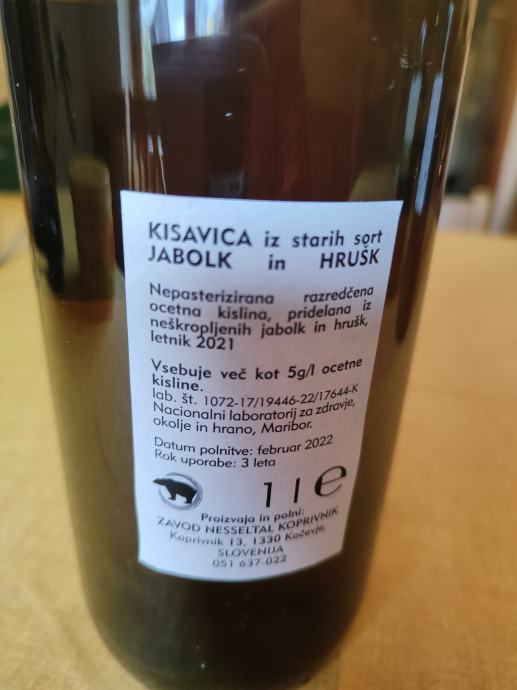 KISAVICA iz starih sort
JABOLK in HRUŠK
Nepasterizirana razredčena
ocetna kislina, pridelana iz
neškropljenih jabolk in hrušk,
letnik 2021
Vsebuje več kot 5g/l ocetne
kisline.
lab. št. 1072-17/19446-22/17644-K
Nacionalni laboratorij za zdravje,
okolje in hrano, Maribor.
Datum polnitve: februar 2022
Rok uporabe: 3 leta
1 l e
Proizvaja in polni:
ZAVOD NESSELTAL KOPRIVNIK
Koprivnik 13, 1330 Kočevje,
SLOVENIJA
051 637-022